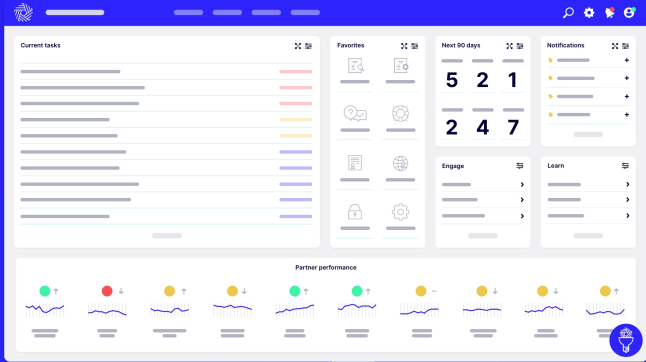 Current tasks
Favorites
Next 90 days
Notifications
5 2 1
2 4 7
Engage
Learn
Partner performance